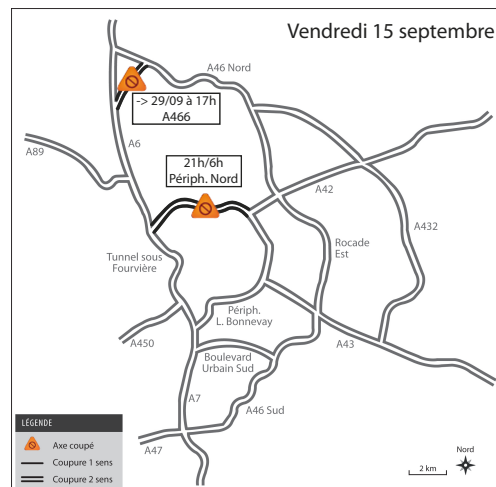 Vendredi 15 septembre
A46 Nord
-> 29/09 à 17h
A466
A6
A89
21h/6h
Périph. Nord
A42
A432
Rocade
Est
Tunnel sous
Fourvière
Périph.
L. Bonnevay
A450
A43
Boulevard
Urbain Sud
A7
A46 Sud
A47
LÉGENDE
Axe coupé
Coupure 1 sens
Coupure 2 sens
2 km
Nord